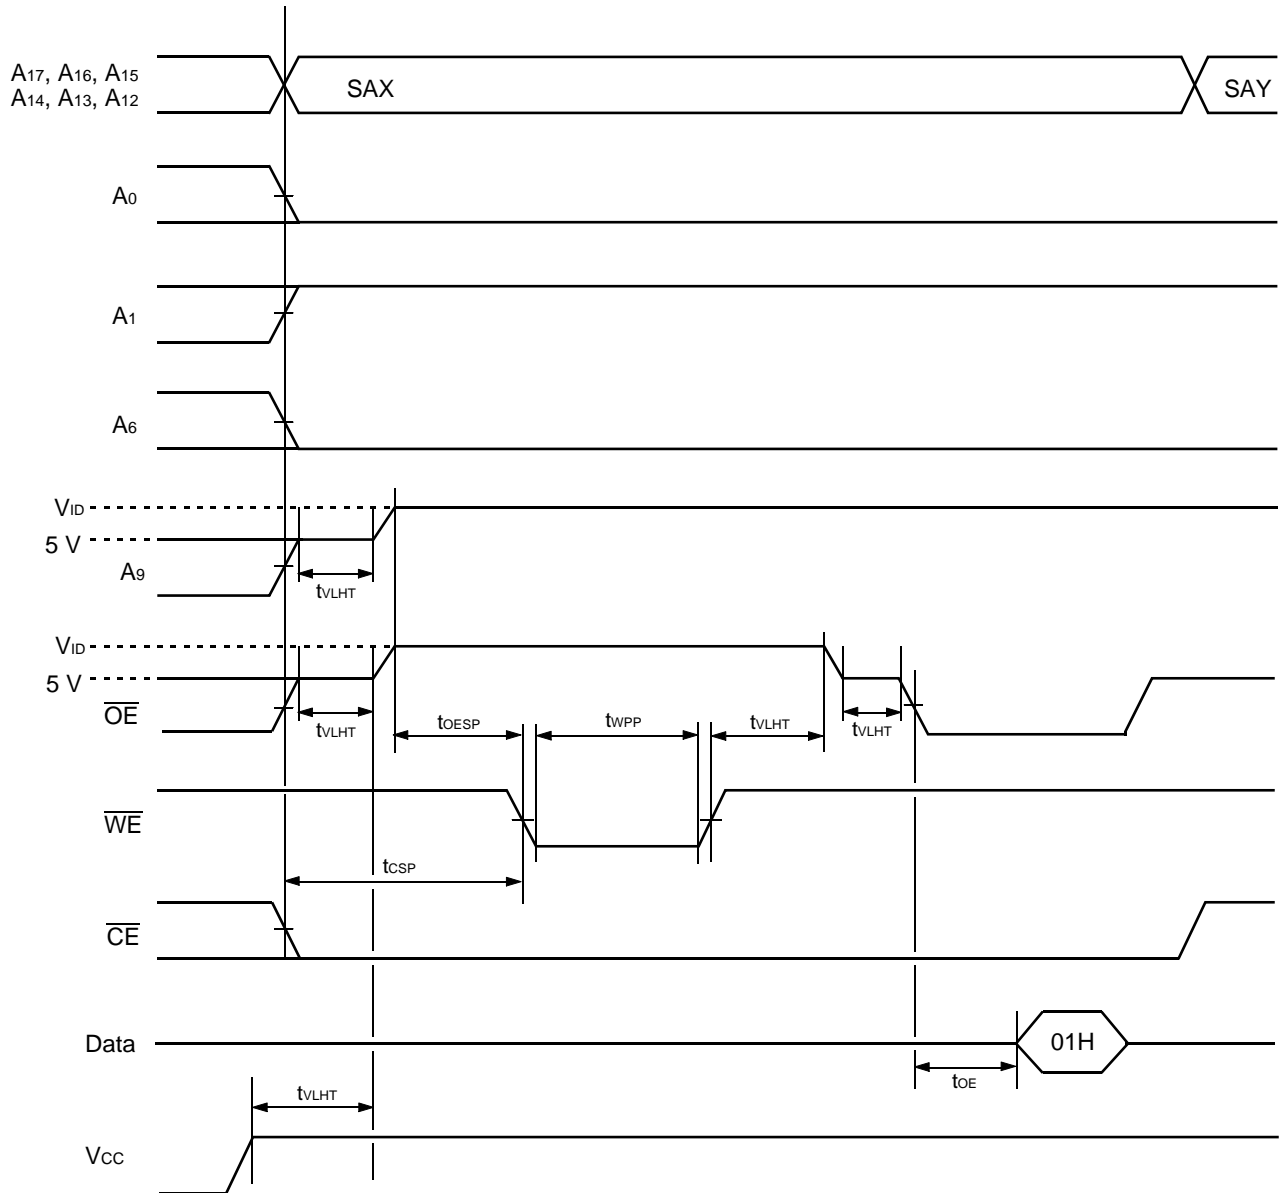 A17, A16, A15
A14, A13, A12
SAX
SAY
A0
A1
A6
VID
5 V
A9
tVLHT
VID
5 V
OE
tVLHT
tOESP
tWPP
tVLHT
tVLHT
WE
tCSP
CE
Data
01H
tOE
tVLHT
VCC